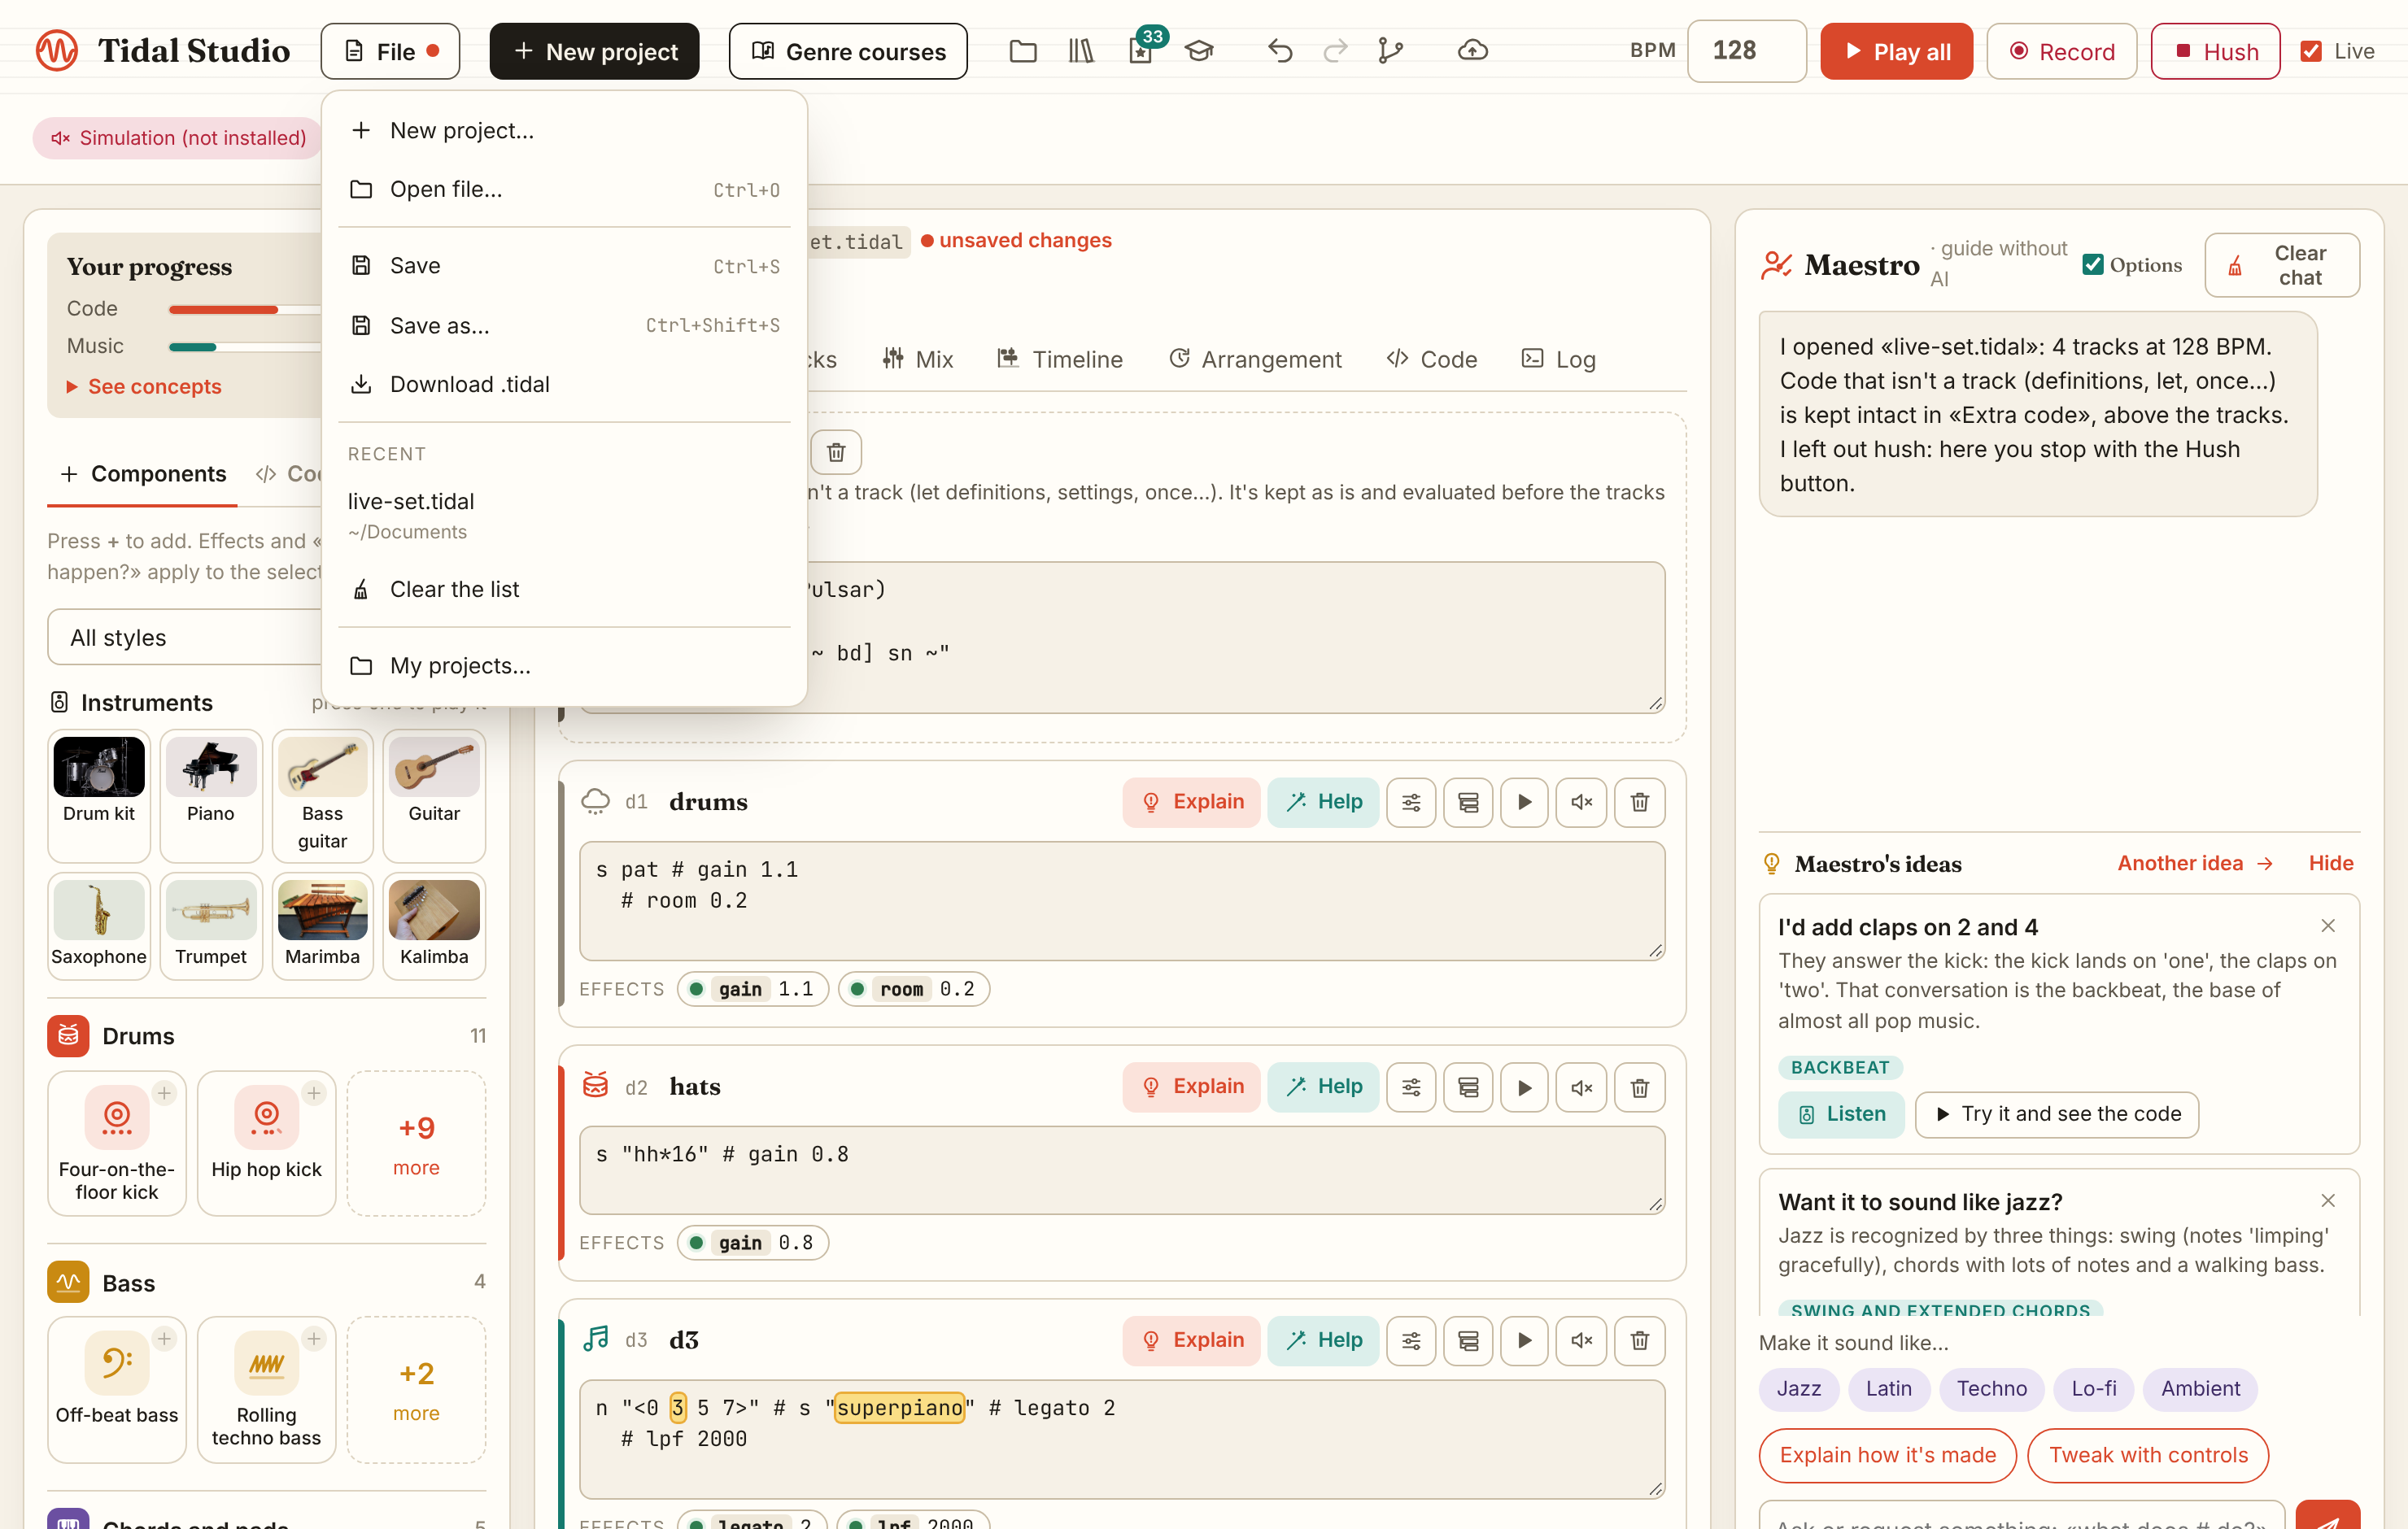 Tidal Studio
File
New project
Genre courses
33
BPM
128
Play all
Record
Hush
Live
Simulation (not installed)
New project...
Open file...
Ctrl+O
Save
Ctrl+S
Save as...
Ctrl+Shift+S
Download .tidal
RECENT
live-set.tidal
~/Documents
Clear the list
My projects...
Your progress
Code
Music
See concepts
Components
Press + to add. Effects and
happen?» apply to the
All styles
Instruments
Drum kit
Piano
Bass
guitar
Guitar
Saxophone
Trumpet
Marimba
Kalimba
Drums
11
Four-on-the-
floor kick
Hip hop kick
+9
more
Bass
4
Off-beat bass
Rolling
techno bass
+2
more
5
unsaved changes
Mix
Timeline
Arrangement
Code
Log
a track (let definitions, settings, once...). It's kept as is and evaluated before the tracks
~ bd] sn ~"
d1
drums
Explain
Help
s pat # gain 1.1
# room 0.2
EFFECTS
gain 1.1
room 0.2
d2
hats
Explain
Help
s "hh*16" # gain 0.8
EFFECTS
gain 0.8
d3
d3
Explain
Help
n "<0 3 5 7>" # s "superpiano" # legato 2
# lpf 2000
EFFECTS
legato 2
lpf 2000
Maestro
· guide without
AI
Options
Clear
chat
I opened «live-set.tidal»: 4 tracks at 128 BPM.
Code that isn't a track (definitions, let, once...)
is kept intact in «Extra code», above the tracks.
I left out hush: here you stop with the Hush
button.
Maestro's ideas
Another idea →
Hide
I'd add claps on 2 and 4
They answer the kick: the kick lands on 'one', the claps on
'two'. That conversation is the backbeat, the base of
almost all pop music.
BACKBEAT
Listen
Try it and see the code
Want it to sound like jazz?
Jazz is recognized by three things: swing (notes 'limping'
gracefully), chords with lots of notes and a walking bass.
SWING AND EXTENDED CHORDS
Make it sound like...
Jazz
Latin
Techno
Lo-fi
Ambient
Explain how it's made
Tweak with controls